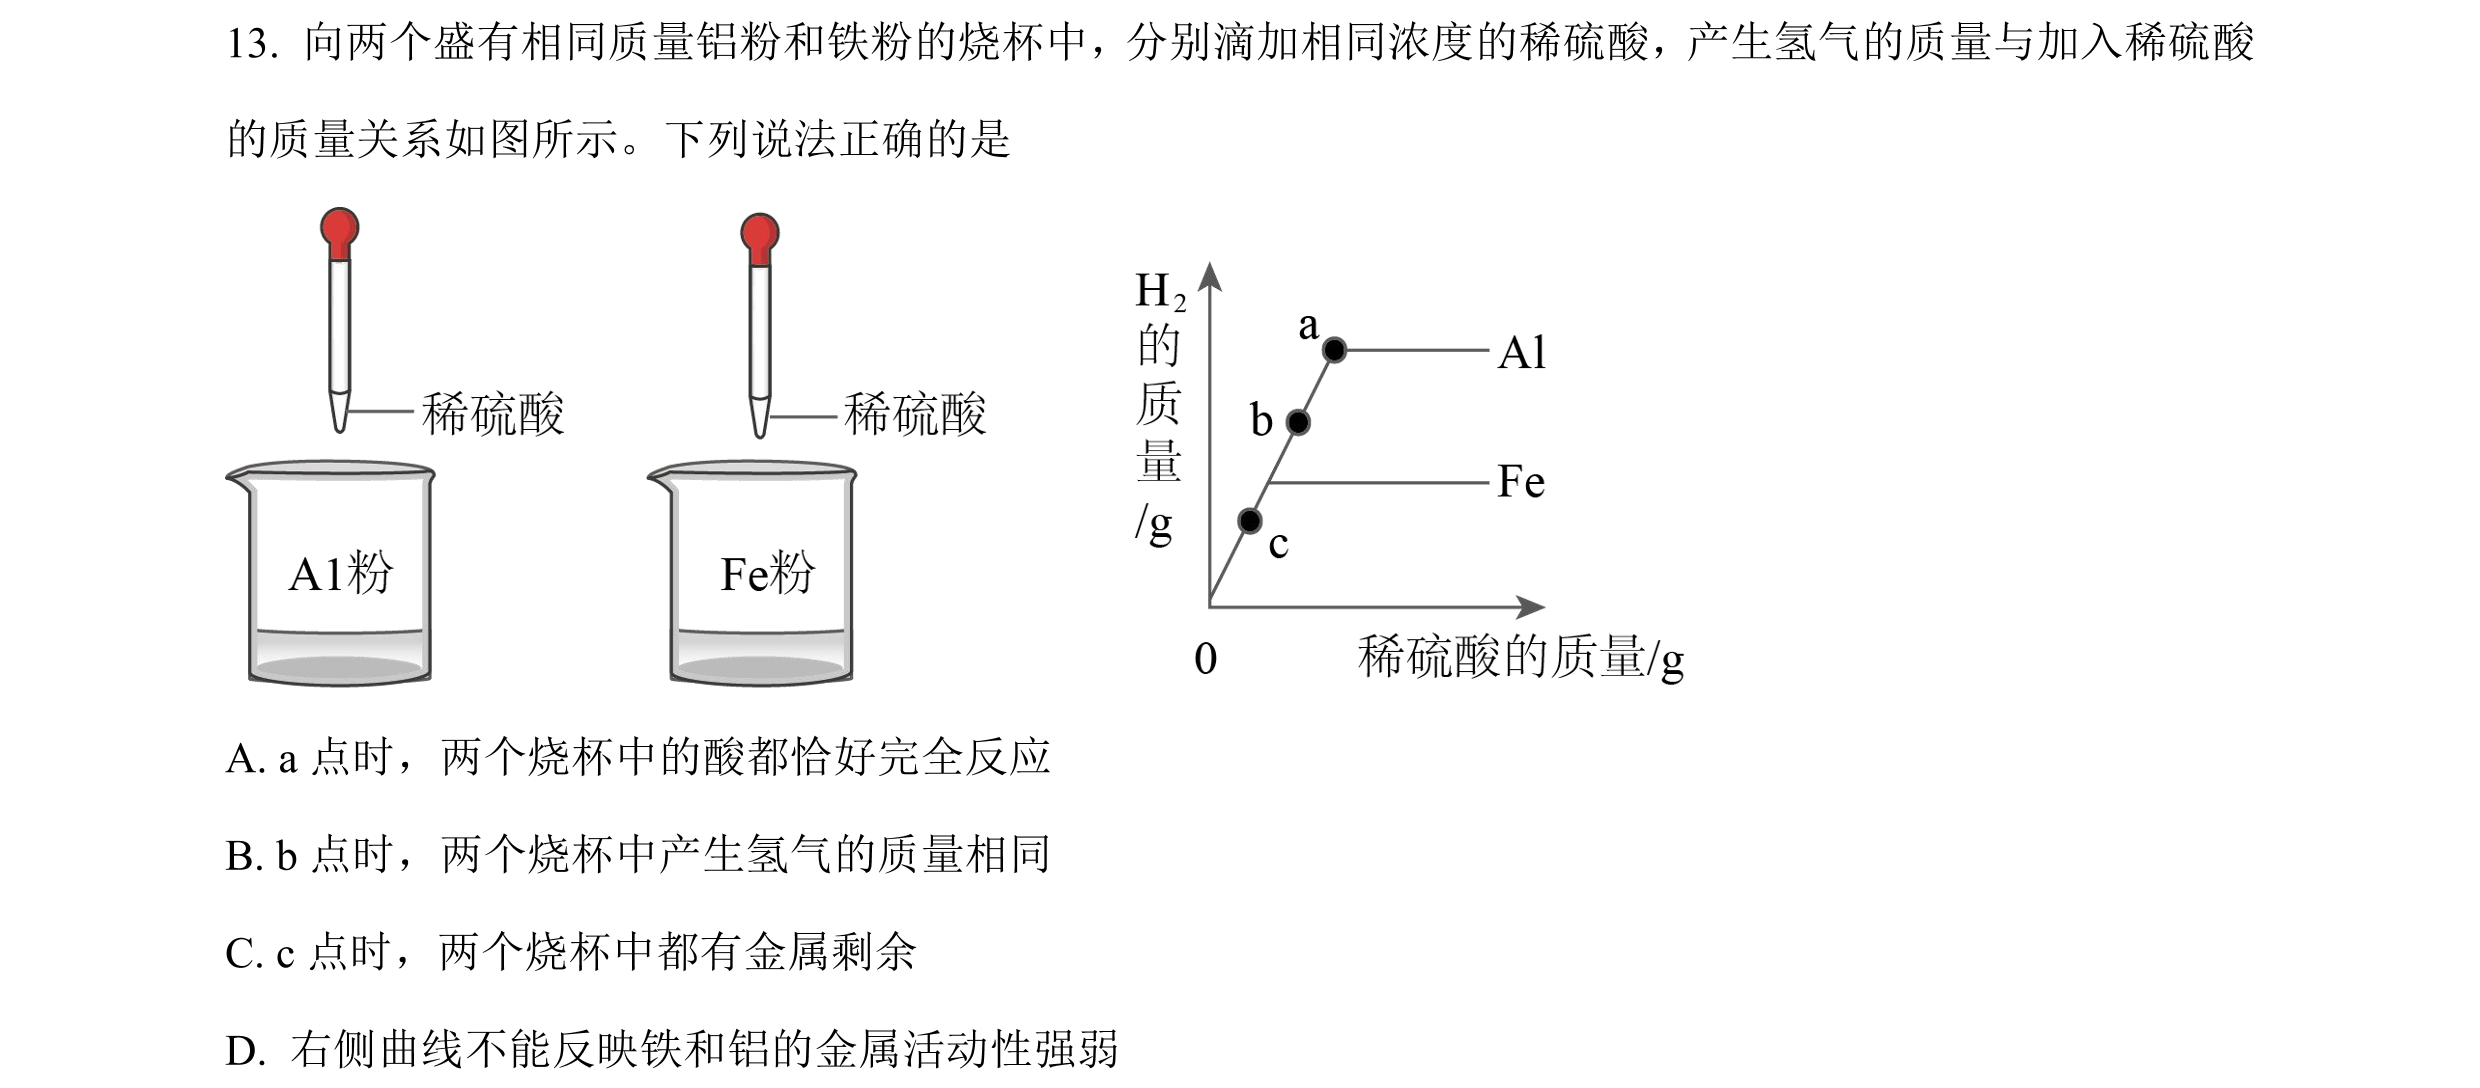 13. 向两个盛有相同质量铝粉和铁粉的烧杯中，分别滴加相同浓度的稀硫酸，产生氢气的质量与加入稀硫酸
的质量关系如图所示。下列说法正确的是
稀硫酸
Al粉
稀硫酸
Fe粉
H₂
的
质
量
/g
a
Al
b
Fe
c
0
稀硫酸的质量/g
A. a 点时，两个烧杯中的酸都恰好完全反应
B. b 点时，两个烧杯中产生氢气的质量相同
C. c 点时，两个烧杯中都有金属剩余
D. 右侧曲线不能反映铁和铝的金属活动性强弱